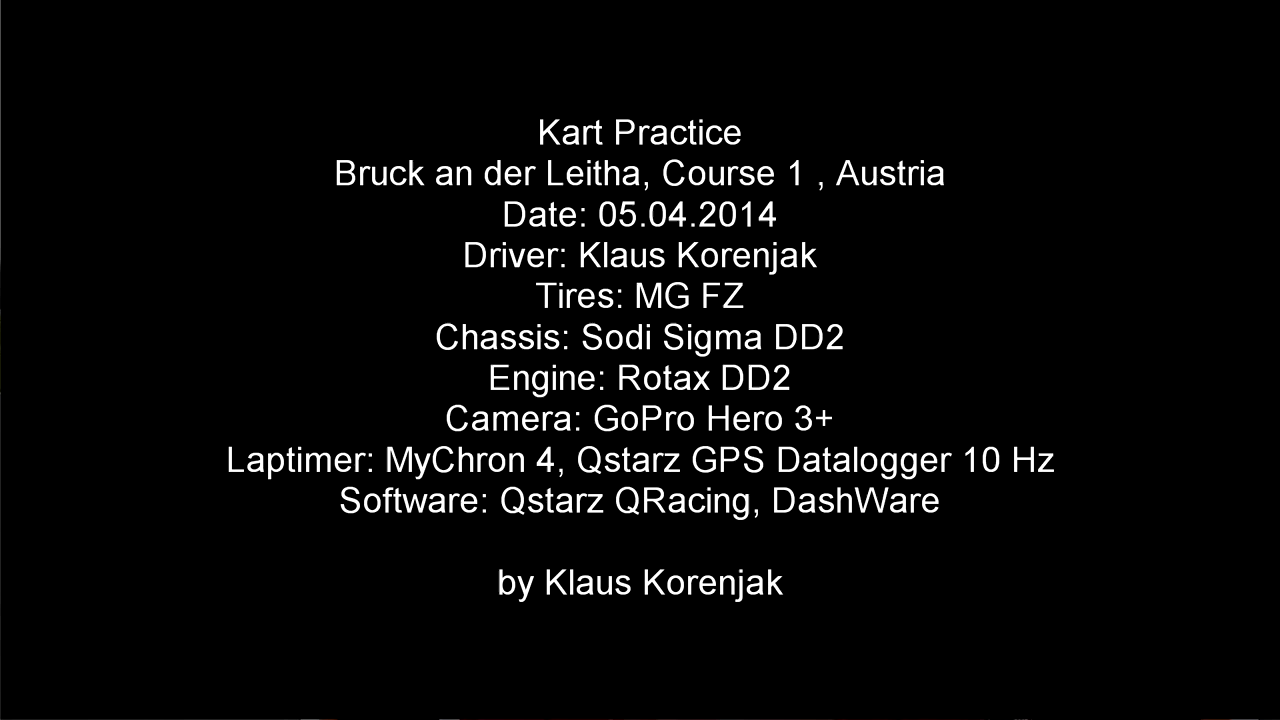 Kart Practice
Bruck an der Leitha, Course 1 , Austria
Date: 05.04.2014
Driver: Klaus Korenjak
Tires: MG FZ
Chassis: Sodi Sigma DD2
Engine: Rotax DD2
Camera: GoPro Hero 3+
Laptimer: MyChron 4, Qstarz GPS Datalogger 10 Hz
Software: Qstarz QRacing, DashWare
by Klaus Korenjak